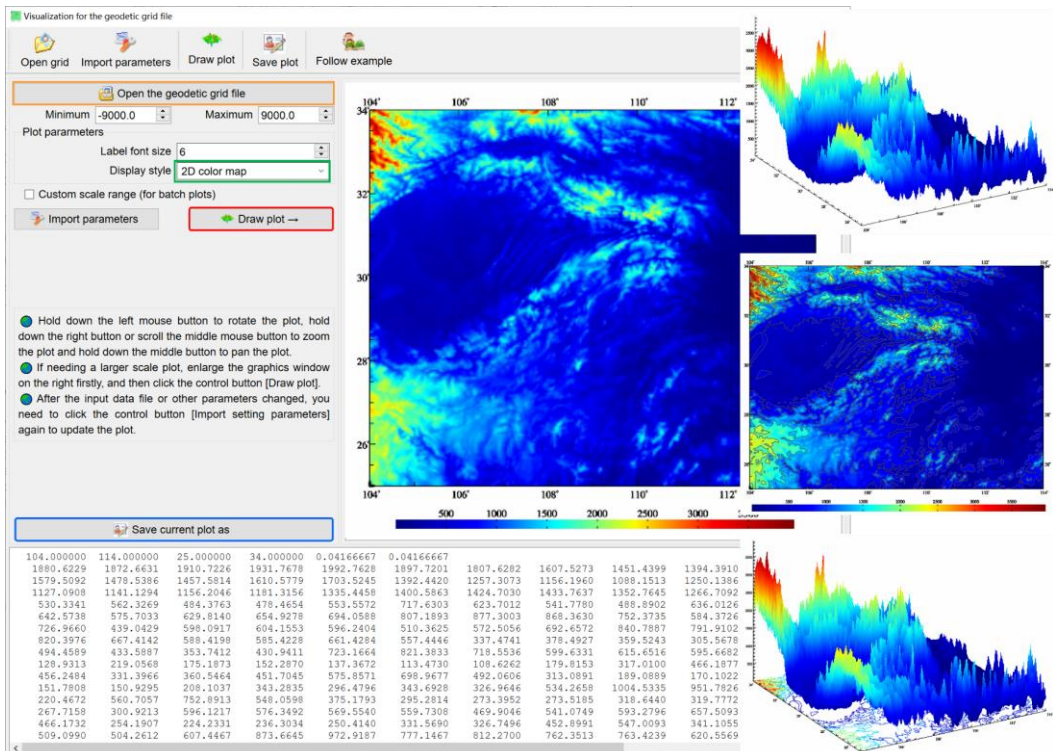 Visualization for the geodetic grid file
Open grid Import parameters Draw plot Save plot Follow example
Open the geodetic grid file
Minimum -9000.0 Maximum 9000.0
Plot parameters
Label font size 6
Display style 2D color map
Custom scale range (for batch plots)
Import parameters Draw plot →
Hold down the left mouse button to rotate the plot, hold
down the right button or scroll the middle mouse button to zoom
the plot and hold down the middle button to pan the plot.
If needing a larger scale plot, enlarge the graphics window
on the right firstly, and then click the control button [Draw plot].
After the input data file or other parameters changed, you
need to click the control button [Import setting parameters]
again to update the plot.
Save current plot as
104° 106° 108° 110° 112°
34°
32°
30°
28°
26°
104° 106° 108° 110° 112°
500 1000 1500 2000 2500 3000
104.000000 114.000000 25.000000 34.000000 0.04166667 0.04166667
1880.6229 1872.6631 1910.7226 1931.7678 1992.7628 1897.7201 1807.6282 1607.5273 1451.4399 1394.3910
1579.5092 1478.5386 1457.5814 1610.5779 1703.5245 1392.4420 1257.3073 1156.1960 1088.1513 1250.1386
1127.0908 1141.1294 1156.2046 1181.3156 1335.4458 1400.5863 1424.7030 1433.7637 1352.7645 1266.7092
530.3341 562.3269 484.3763 478.4654 553.5572 717.6303 623.7012 541.7780 488.8902 636.0126
642.5738 575.7033 629.8140 654.9278 694.0588 807.1893 877.3003 868.3630 752.3735 584.3726
726.9660 439.0429 598.0917 604.1553 596.2404 510.3625 572.5056 692.6572 840.7887 791.9102
820.3976 667.4142 588.4198 585.4228 661.4284 557.4446 337.4741 378.4927 359.5243 305.5678
494.4589 433.5887 353.7412 430.9411 723.1664 821.3833 718.5536 599.6331 615.6516 595.6682
128.9313 219.0568 175.1873 152.2870 137.3672 113.4730 108.6262 179.8153 317.0100 466.1877
456.2484 331.3966 360.5464 451.7045 575.8571 698.9677 492.0606 313.0891 189.0889 170.1022
151.7808 150.9295 208.1037 343.2835 296.4796 343.6928 326.9646 534.2658 1004.5335 951.7826
220.4672 560.7057 752.8913 548.0598 375.1793 295.2814 273.3952 273.5185 318.6440 319.7772
267.7158 300.9213 596.1217 576.3492 569.5540 559.7308 469.9046 541.0749 593.2796 657.5093
466.1732 254.1907 224.2331 236.3034 250.4140 331.5690 326.7496 452.8991 547.0093 341.1055
509.0990 504.2612 607.4467 873.6645 972.9187 777.1467 812.2700 762.3513 763.4239 620.5569